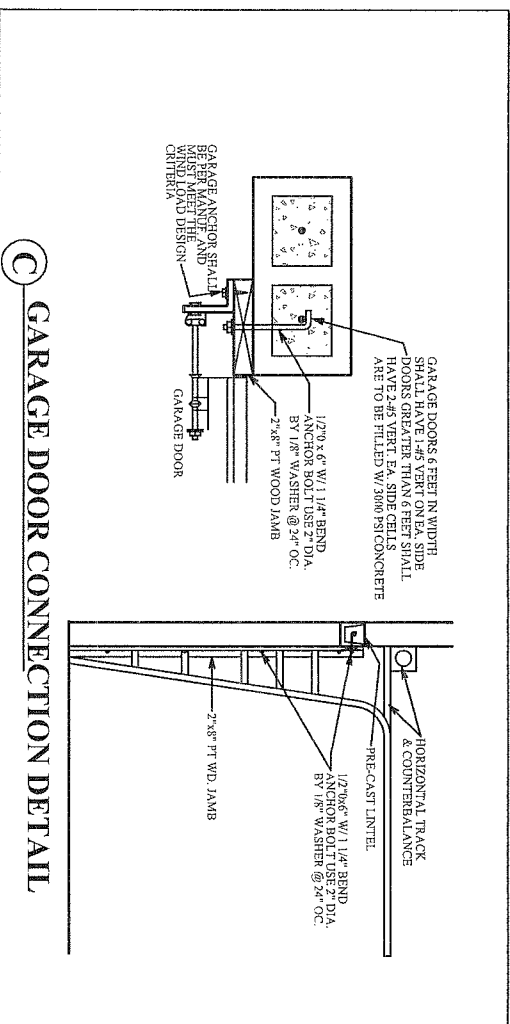 GARAGE DOORS 6 FEET IN WIDTH
SHALL HAVE 1-#5 VERT ON EA. SIDE
DOORS GREATER THAN 6 FEET SHALL
HAVE 2-#5 VERT. EA. SIDE CELLS
ARE TO BE FILLED W/ 3000 PSI CONCRETE
1/2"0 x 6" W/ 1 1/4" BEND
ANCHOR BOLT USE 2" DIA.
BY 1/8" WASHER @ 24" OC.
2"x8" PT WOOD JAMB
GARAGE ANCHOR SHALL
BE PER MANUF. AND
MUST MEET THE
WIND LOAD DESIGN
CRITERIA
GARAGE DOOR
HORIZONTAL TRACK
& COUNTERBALANCE
PRE-CAST LINTEL
1/2"0x6" W/ 1 1/4" BEND
ANCHOR BOLT USE 2" DIA.
BY 1/8" WASHER @ 24" OC.
2"x8" PT WD. JAMB
C GARAGE DOOR CONNECTION DETAIL